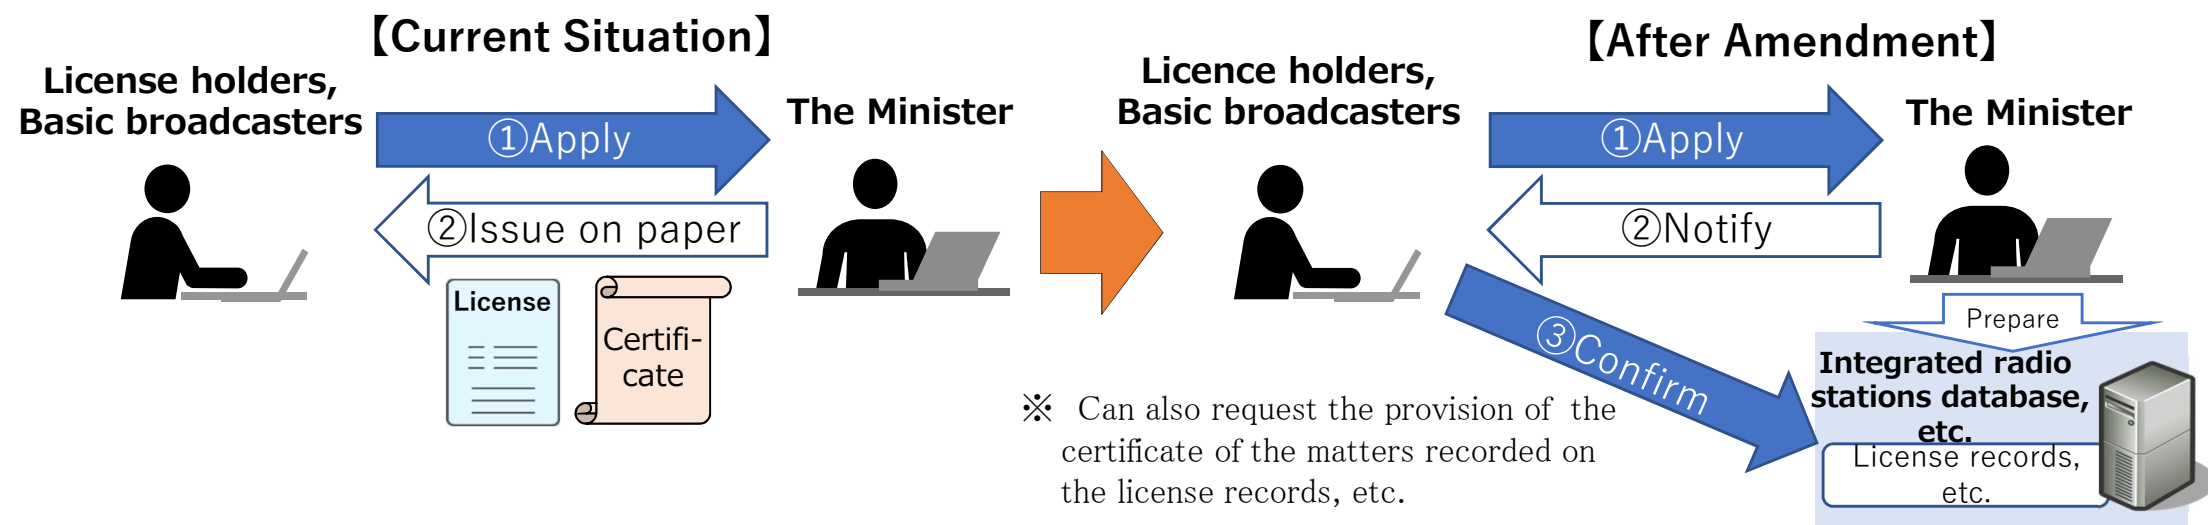 【Current Situation】
License holders,
Basic broadcasters
①Apply
The Minister
②Issue on paper
License
Certifi-
cate
【After Amendment】
Licence holders,
Basic broadcasters
①Apply
The Minister
②Notify
③Confirm
Prepare
Integrated radio
stations database,
etc.
License records,
etc.
※ Can also request the provision of the
certificate of the matters recorded on
the license records, etc.